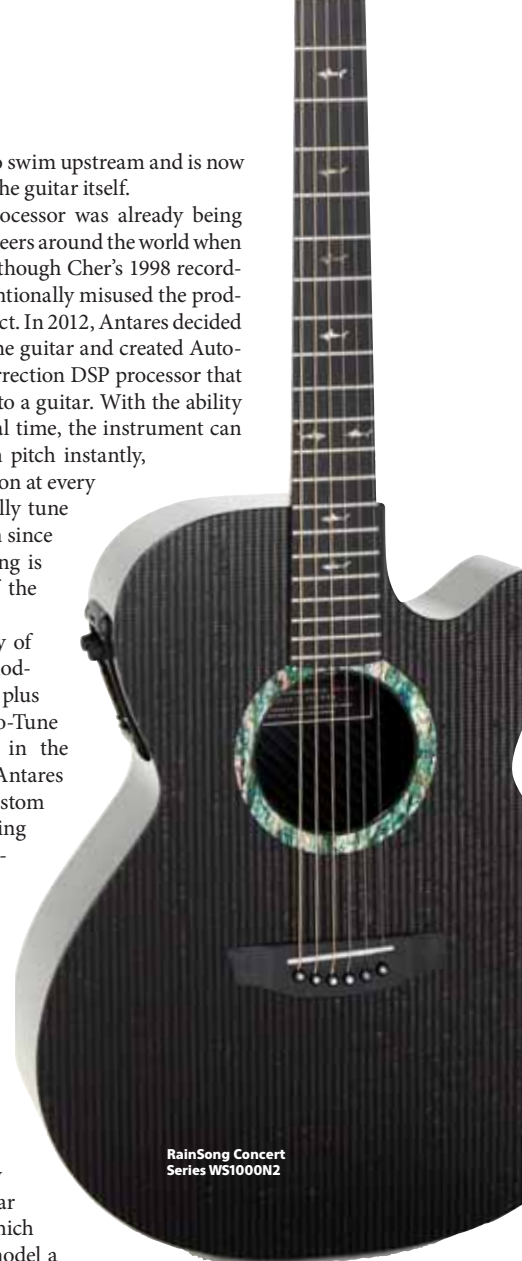 swim upstream and is now
he guitar itself.
ocessor was already being
eers around the world when
though Cher's 1998 record-
ntionally misused the prod-
ct. In 2012, Antares decided
he guitar and created Auto-
rrection DSP processor that
to a guitar. With the ability
al time, the instrument can
pitch instantly,
on at every
lly tune
since
ng is
the
y of
od-
plus
o-Tune
in the
Antares
stom
ing
-
RainSong Concert
Series WS1000N2
ar
hich
model a